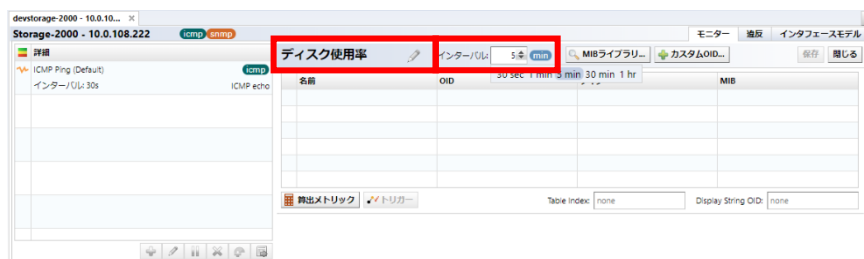 devstorage-2000 - 10.0.10... ×
Storage-2000 - 10.0.108.222 icmp snmp モニター 違反 インタフェースモデル
詳細
ディスク使用率 インターバル: 5 min MIBライブラリ... カスタムOID... 保存 閉じる
ICMP Ping (Default) icmp
インターバル: 30s ICMP echo
30 sec 1 min 5 min 30 min 1 hr
名前 OID MIB
算出メトリック トリガー Table Index: none Display String OID: none